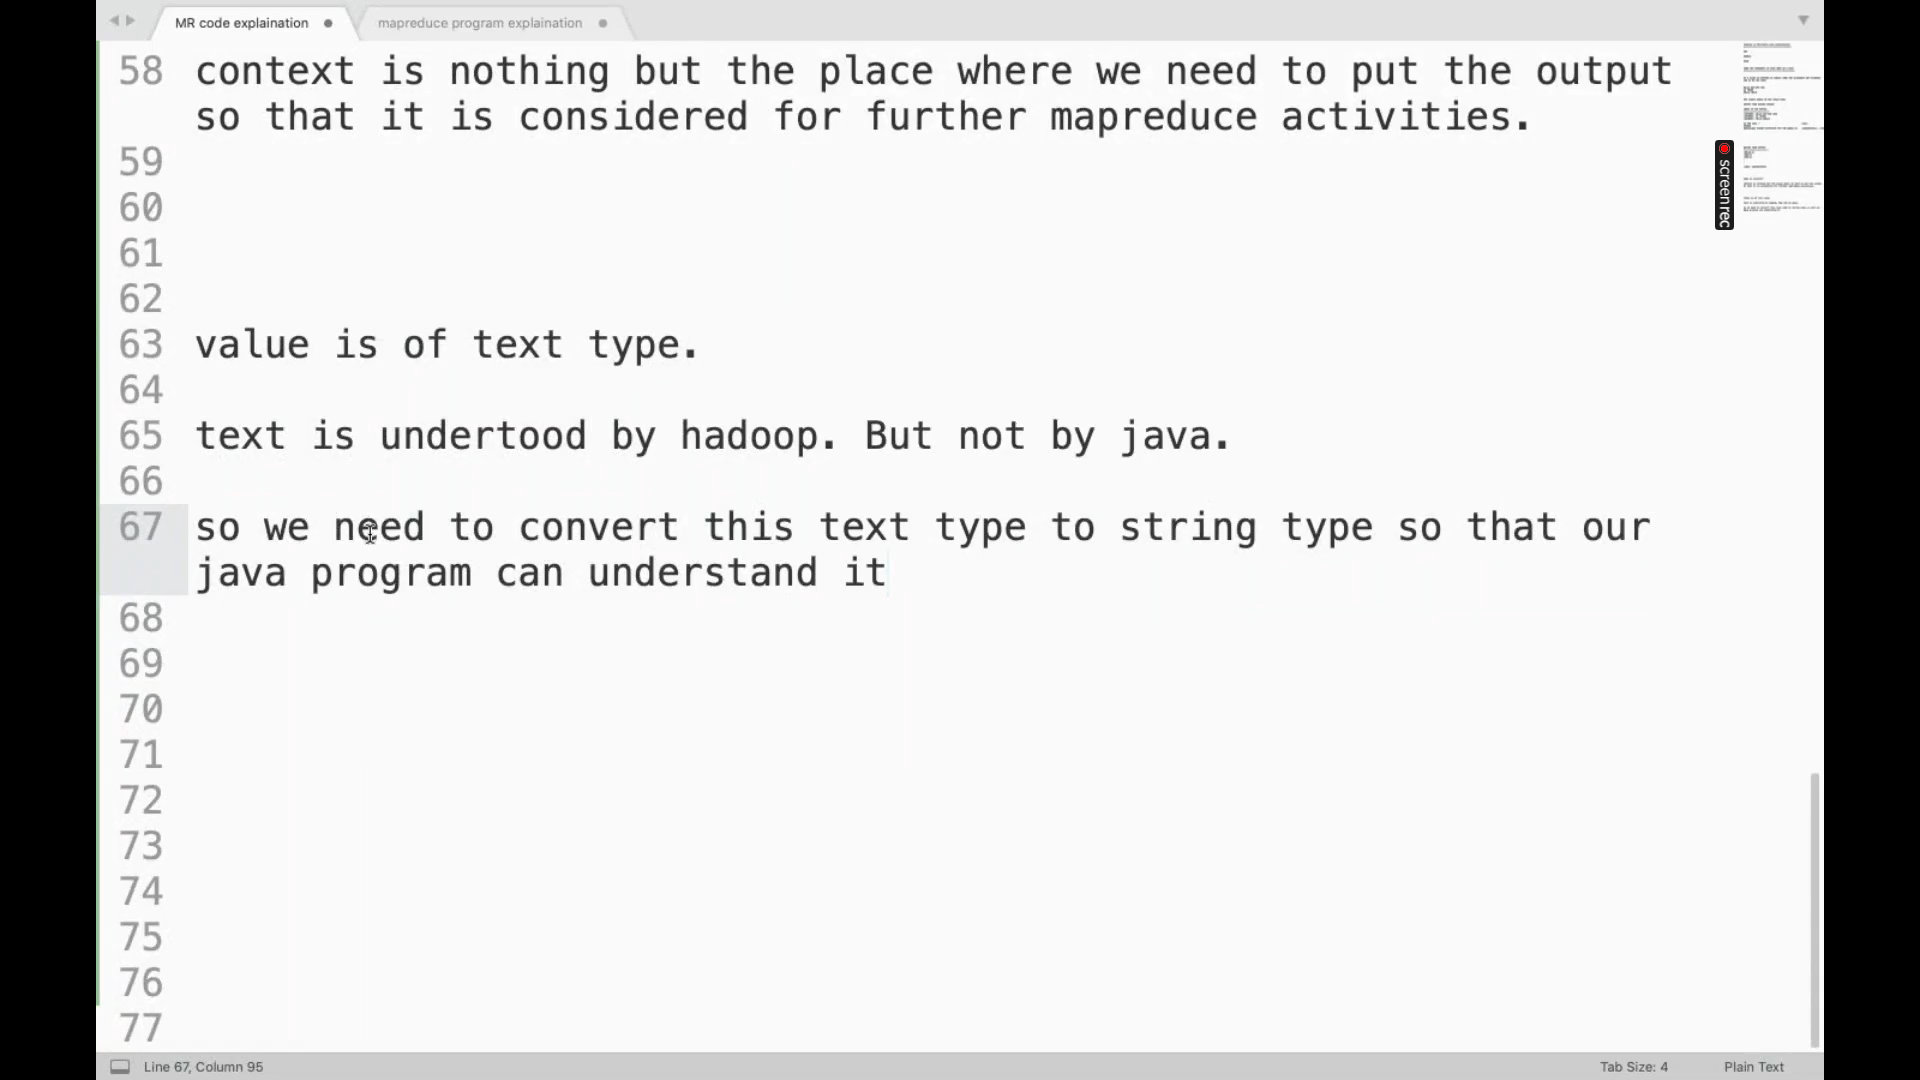 MR code explaination
mapreduce program explaination
58 context is nothing but the place where we need to put the output
so that it is considered for further mapreduce activities.
59
60
61
62
63 value is of text type.
64
65 text is undertood by hadoop. But not by java.
66
67 so we need to convert this text type to string type so that our
java program can understand it
68
69
70
71
72
73
74
75
76
77
screenrec
Line 67, Column 95
Tab Size: 4
Plain Text